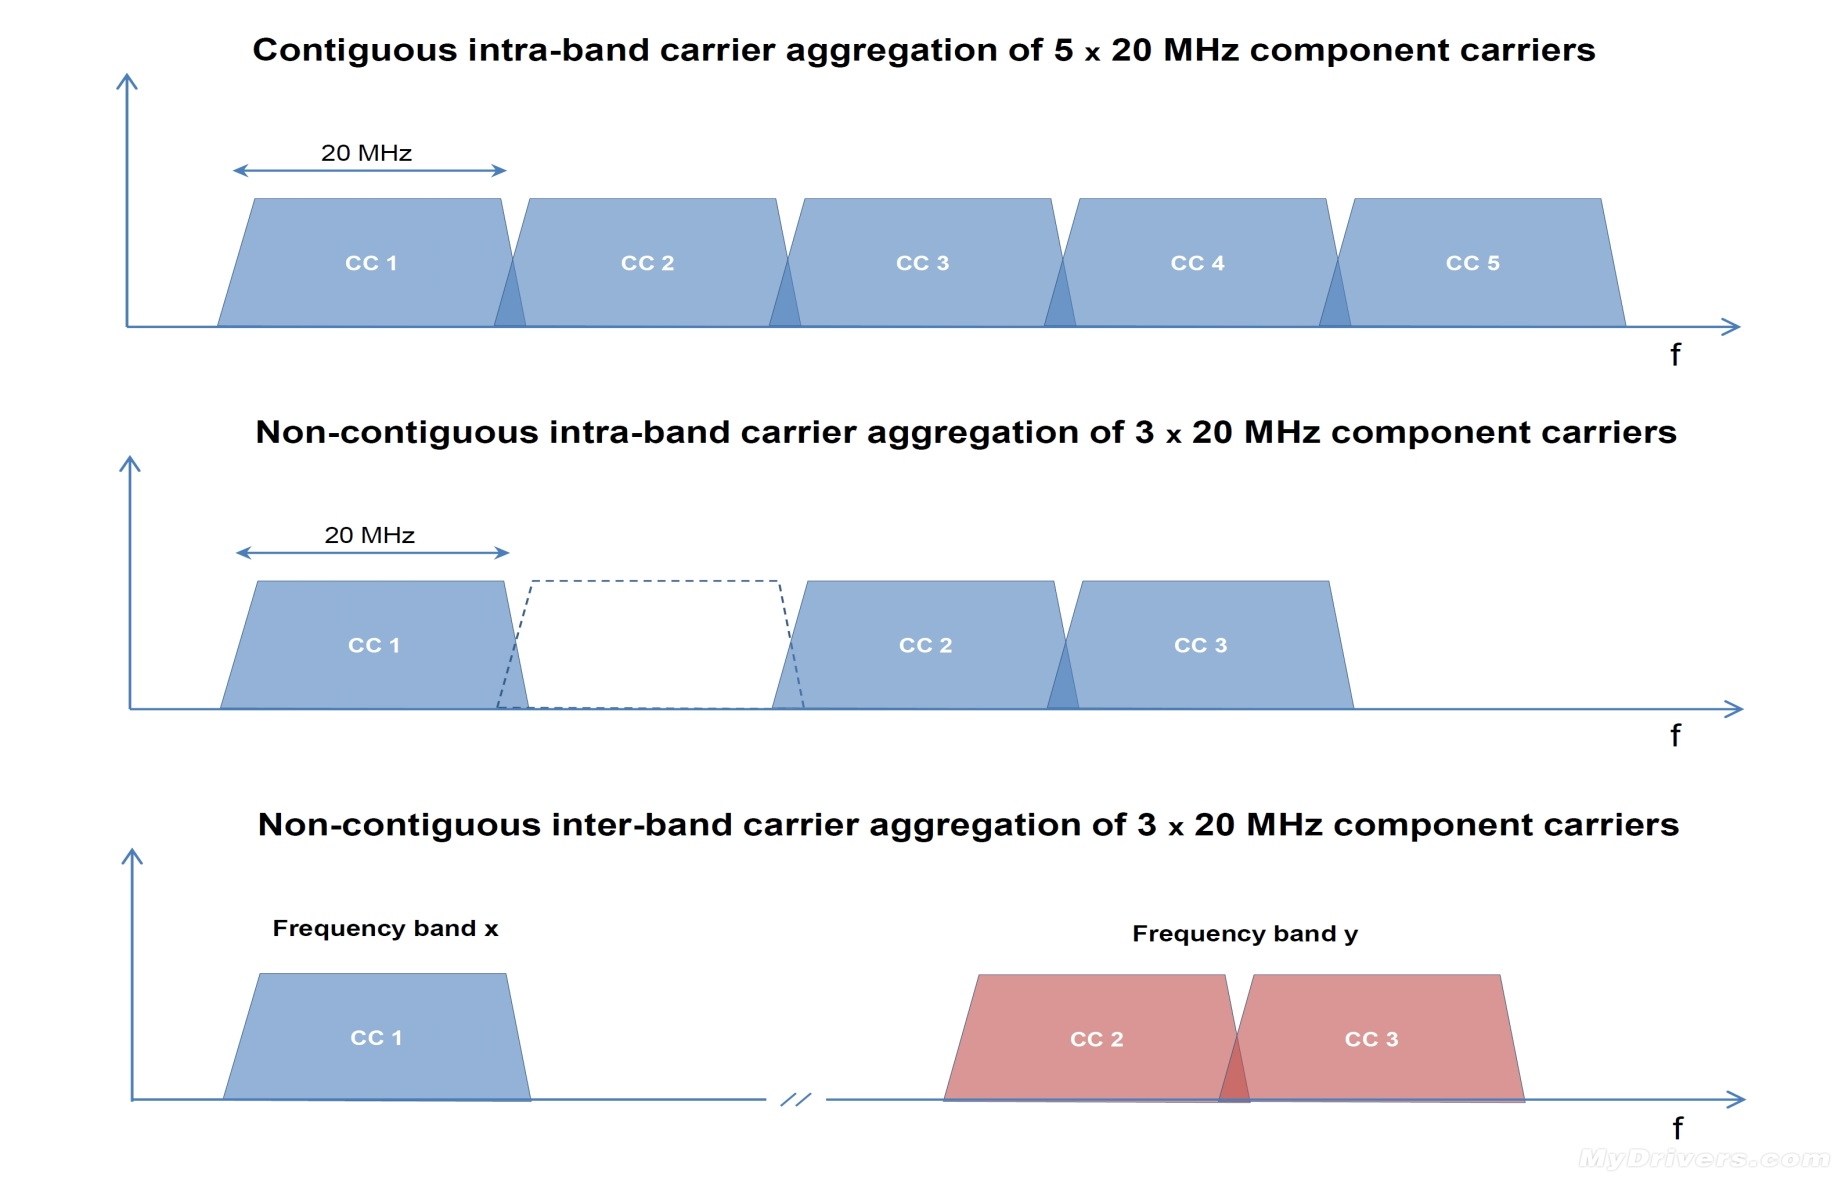 Contiguous intra-band carrier aggregation of 5 x 20 MHz component carriers
20 MHz
CC 1
CC 2
CC 3
CC 4
CC 5
f
Non-contiguous intra-band carrier aggregation of 3 x 20 MHz component carriers
20 MHz
CC 1
CC 2
CC 3
f
Non-contiguous inter-band carrier aggregation of 3 x 20 MHz component carriers
Frequency band x
Frequency band y
CC 1
CC 2
CC 3
f
MyDrivers.com